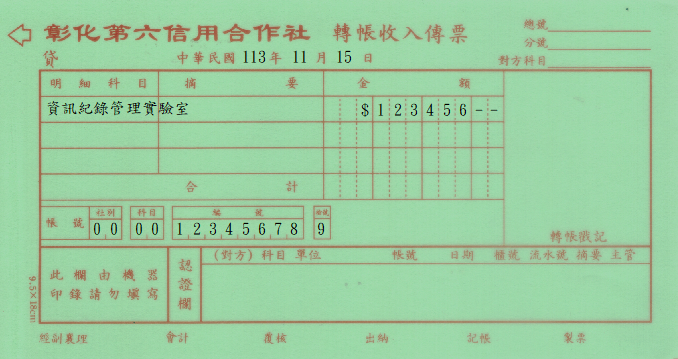 彰化第六信用合作社 轉帳收入傳票
總號
分號
對方科目
貸
中華民國 113 年 11 月 15 日
明細科目 摘要 金額
資訊紀錄管理實驗室 $123456--
合計
轉帳戳記
帳號 社別 00 科目 00 編號 12345678 檢號 9
此欄由機器
印錄請勿填寫
認證欄
(對方) 科目 單位 帳號 日期 櫃號 流水號 摘要 主管
9.5×18cm
經副襄理 會計 覆核 出納 記帳 製票